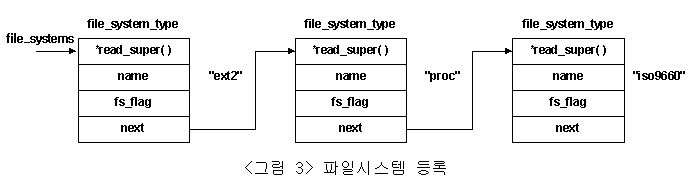 file_systems
file_system_type
*read_super( )
name
"ext2"
fs_flag
next
file_system_type
*read_super( )
name
"proc"
fs_flag
next
file_system_type
*read_super( )
name
"iso9660"
fs_flag
next
<그림 3> 파일시스템 등록